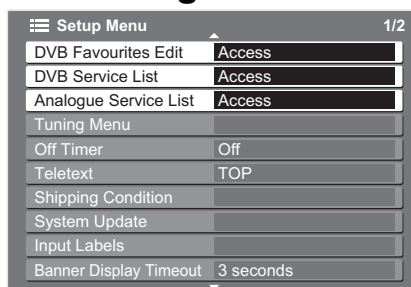 Setup Menu 1/2
DVB Favourites Edit Access
DVB Service List Access
Analogue Service List Access
Tuning Menu
Off Timer Off
Teletext TOP
Shipping Condition
System Update
Input Labels
Banner Display Timeout 3 seconds